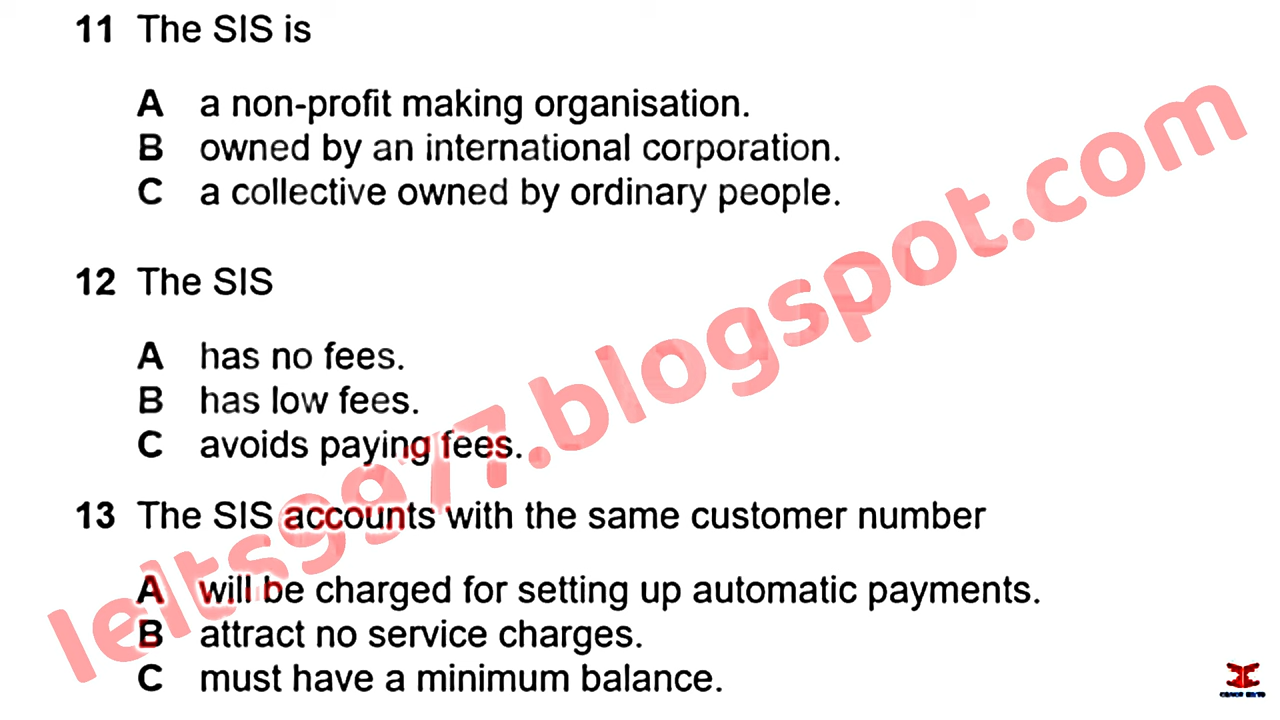 11 The SIS is
A a non-profit making organisation.
B owned by an international corporation.
C a collective owned by ordinary people.
12 The SIS
A has no fees.
B has low fees.
C avoids paying fees.
13 The SIS accounts with the same customer number
A will be charged for setting up automatic payments.
B attract no service charges.
C must have a minimum balance.
Ielts9977.blogspot.com